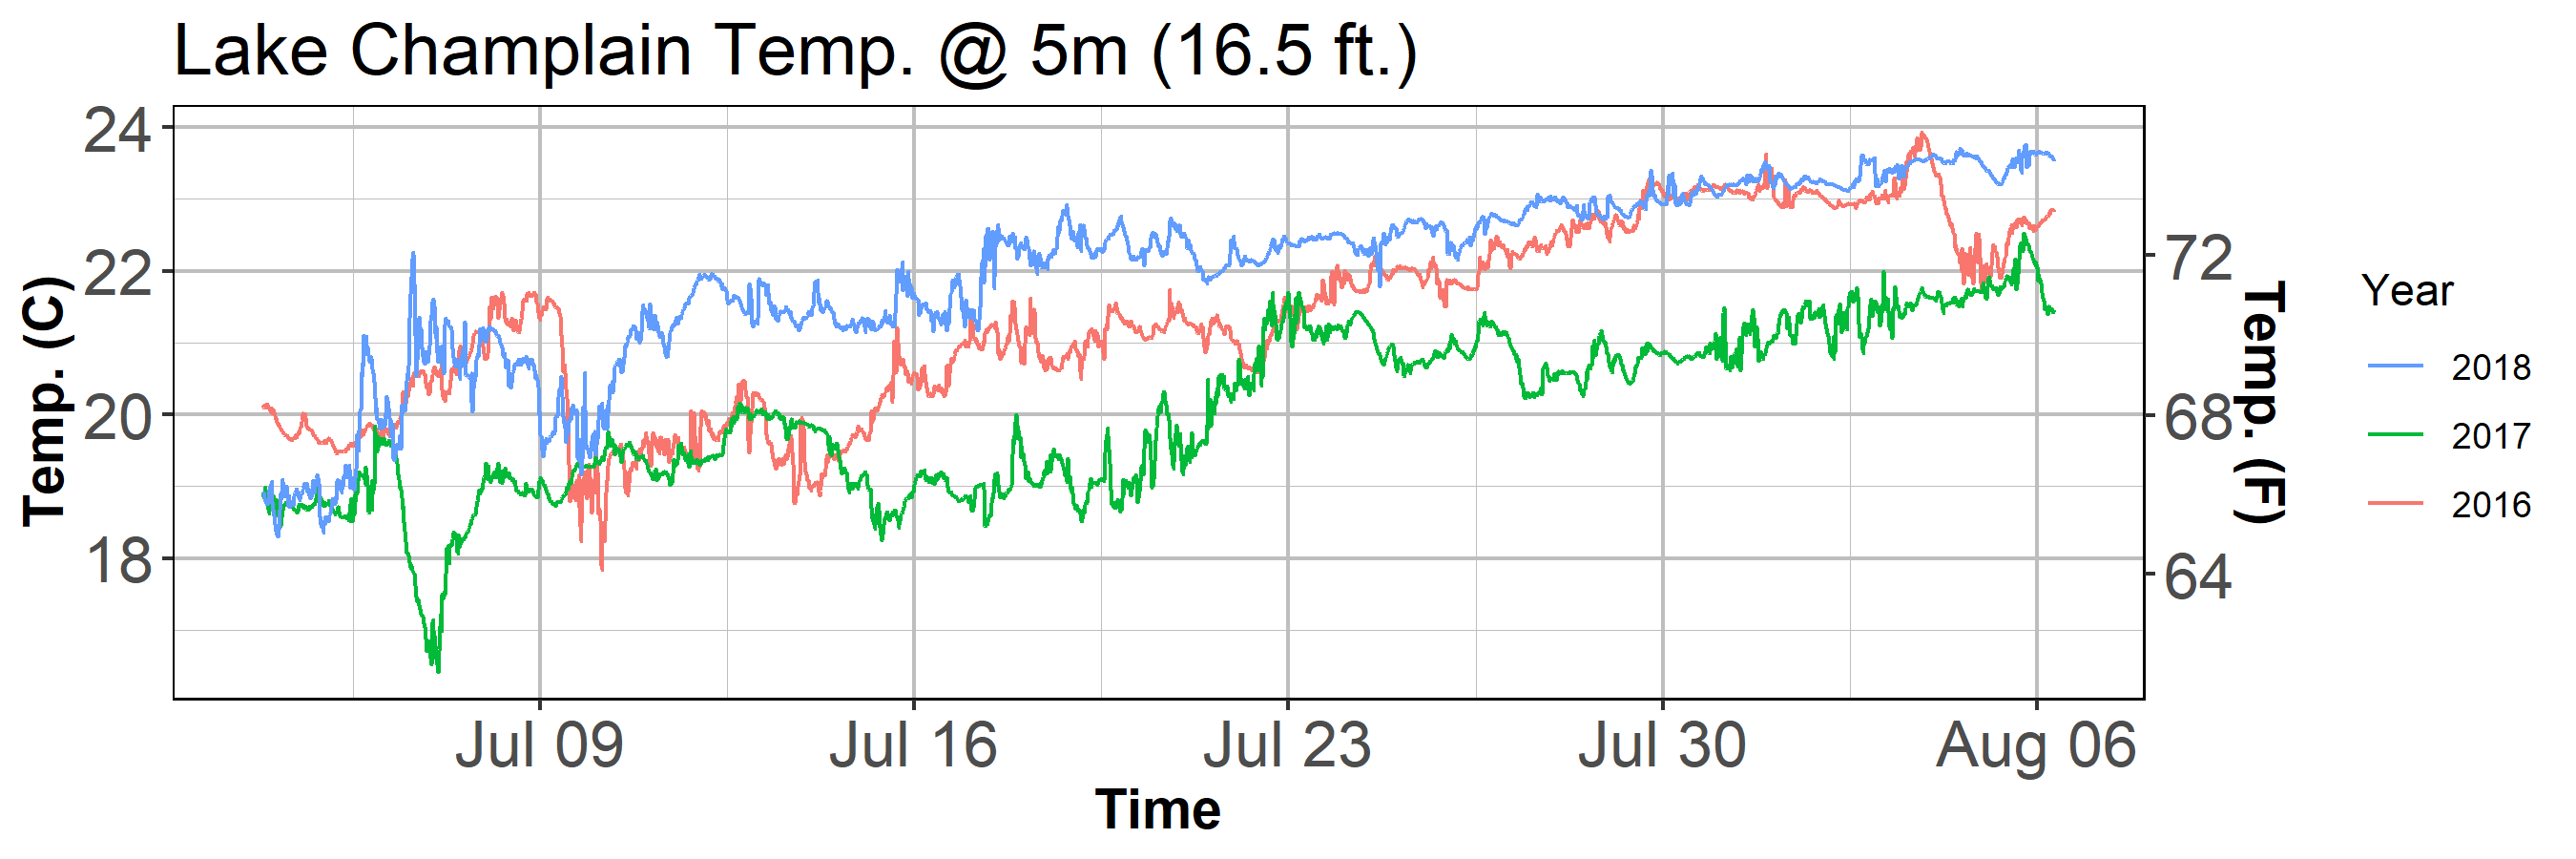 Lake Champlain Temp. @ 5m (16.5 ft.)
24
22
20
18
Temp. (C)
72
68
64
Temp. (F)
Jul 09
Jul 16
Jul 23
Jul 30
Aug 06
Time
Year
2018
2017
2016